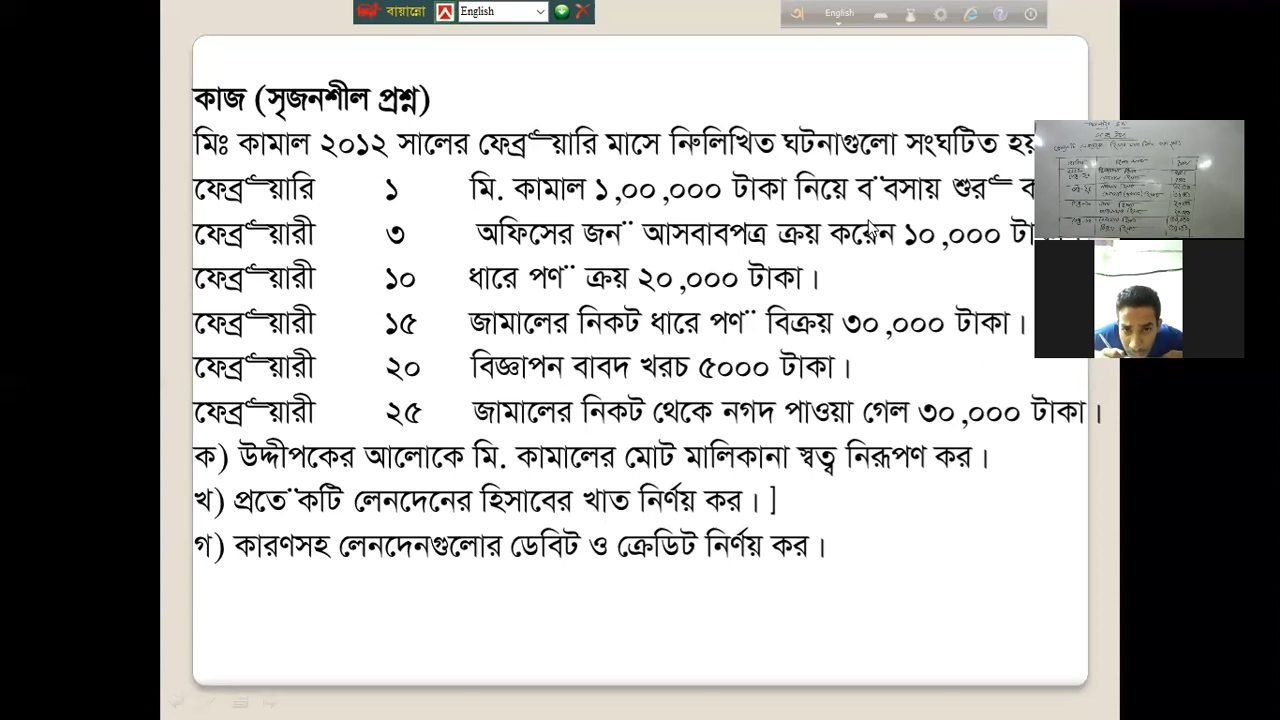 বায়ান্নো English
English
কাজ (সৃজনশীল প্রশ্ন)
মিঃ কামাল ২০১২ সালের ফেব্রুয়ারি মাসে নিুলিখিত ঘটনাগুলো সংঘটিত হয়
ফেব্রুয়ারি ১ মি. কামাল ১,০০,০০০ টাকা নিয়ে ব¨বসায় শুরু
ফেব্রুয়ারী ৩ অফিসের জন¨ আসবাবপত্র ক্রয় করেন ১০,০০০
ফেব্রুয়ারী ১০ ধারে পণ¨ ক্রয় ২০,০০০ টাকা।
ফেব্রুয়ারী ১৫ জামালের নিকট ধারে পণ¨ বিক্রয় ৩০,০০০ টাকা।
ফেব্রুয়ারী ২০ বিজ্ঞাপন বাবদ খরচ ৫০০০ টাকা।
ফেব্রুয়ারী ২৫ জামালের নিকট থেকে নগদ পাওয়া গেল ৩০,০০০ টাকা।
ক) উদ্দীপকের আলোকে মি. কামালের মোট মালিকানা স্বত্ব নিরূপণ কর।
খ) প্রতে¨কটি লেনদেনের হিসাবের খাত নির্ণয় কর। ]
গ) কারণসহ লেনদেনগুলোর ডেবিট ও ক্রেডিট নির্ণয় কর।